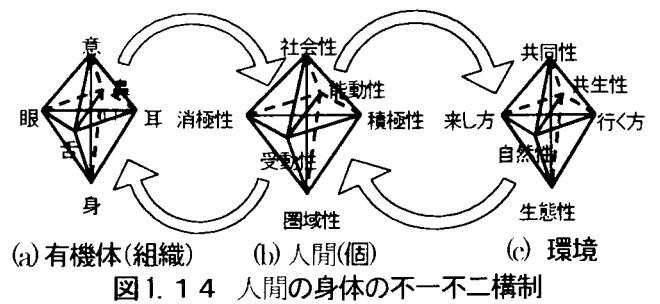 意 社会性 共同性
鼻 能動性 共生性
眼 耳 消極性 積極性 来し方 行く方
舌 受動性 自然性
身 圏域性 生態性
(a) 有機体(組織) (b) 人間(個) (c) 環境
図1.14 人間の身体の不一不二構制